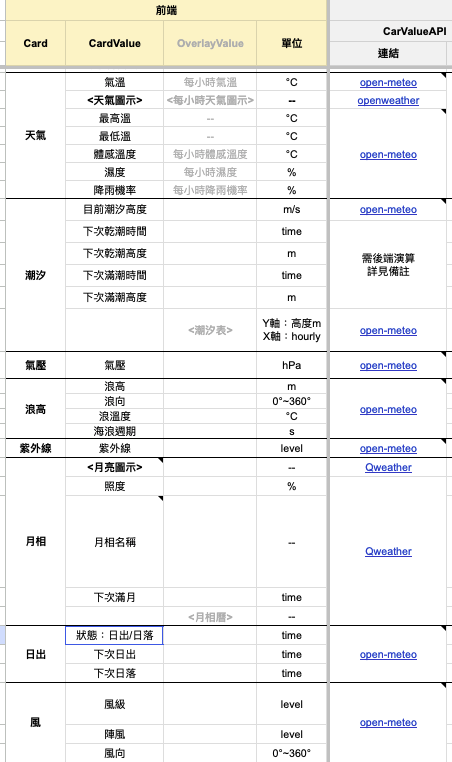 前端
Card CardValue OverlayValue 單位 CarValueAPI
連結
天氣
氣溫 每小時氣溫 °C open-meteo
<天氣圖示> <每小時天氣圖示> -- openweather
最高溫 -- °C
最低溫 -- °C
體感溫度 每小時體感溫度 °C open-meteo
濕度 每小時濕度 %
降雨機率 每小時降雨機率 %
潮汐
目前潮汐高度 m/s open-meteo
下次乾潮時間 time
下次乾潮高度 m
下次滿潮時間 time
下次滿潮高度 m
需後端演算
詳見備註
<潮汐表> Y軸：高度m
X軸：hourly
open-meteo
氣壓 氣壓 hPa open-meteo
浪高
浪高 m
浪向 0°~360°
浪溫度 °C
海浪週期 s
open-meteo
紫外線 紫外線 level open-meteo
月相
<月亮圖示> -- Qweather
照度 %
月相名稱 -- Qweather
下次滿月 time
<月相曆> --
日出
狀態：日出/日落 time
下次日出 time open-meteo
下次日落 time
風
風級 level
陣風 level
風向 0°~360°
open-meteo